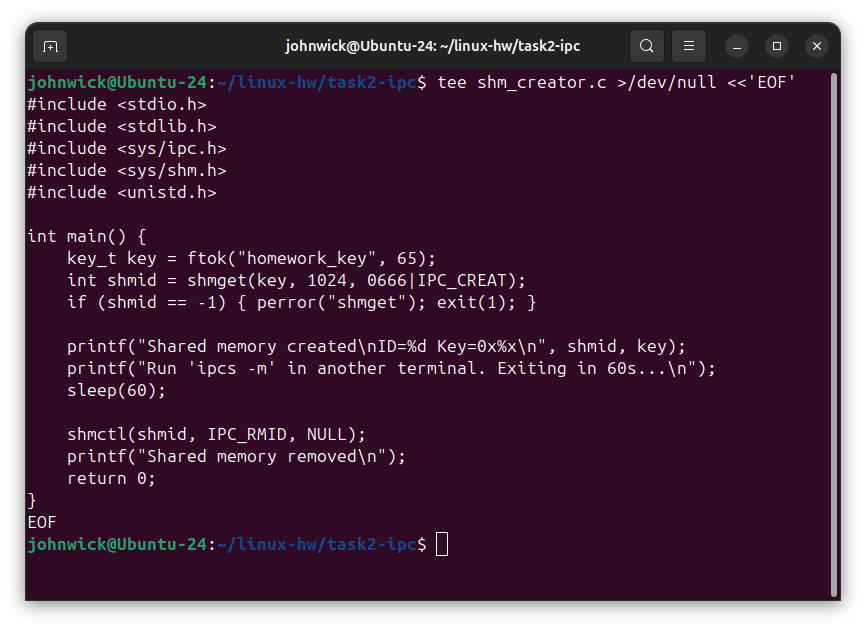 johnwick@Ubuntu-24: ~/linux-hw/task2-ipc
johnwick@Ubuntu-24:~/linux-hw/task2-ipc$ tee shm_creator.c >/dev/null <<'EOF'
#include <stdio.h>
#include <stdlib.h>
#include <sys/ipc.h>
#include <sys/shm.h>
#include <unistd.h>

int main() {
    key_t key = ftok("homework_key", 65);
    int shmid = shmget(key, 1024, 0666|IPC_CREAT);
    if (shmid == -1) { perror("shmget"); exit(1); }

    printf("Shared memory created\nID=%d Key=0x%x\n", shmid, key);
    printf("Run 'ipcs -m' in another terminal. Exiting in 60s...\n");
    sleep(60);

    shmctl(shmid, IPC_RMID, NULL);
    printf("Shared memory removed\n");
    return 0;
}
EOF
johnwick@Ubuntu-24:~/linux-hw/task2-ipc$